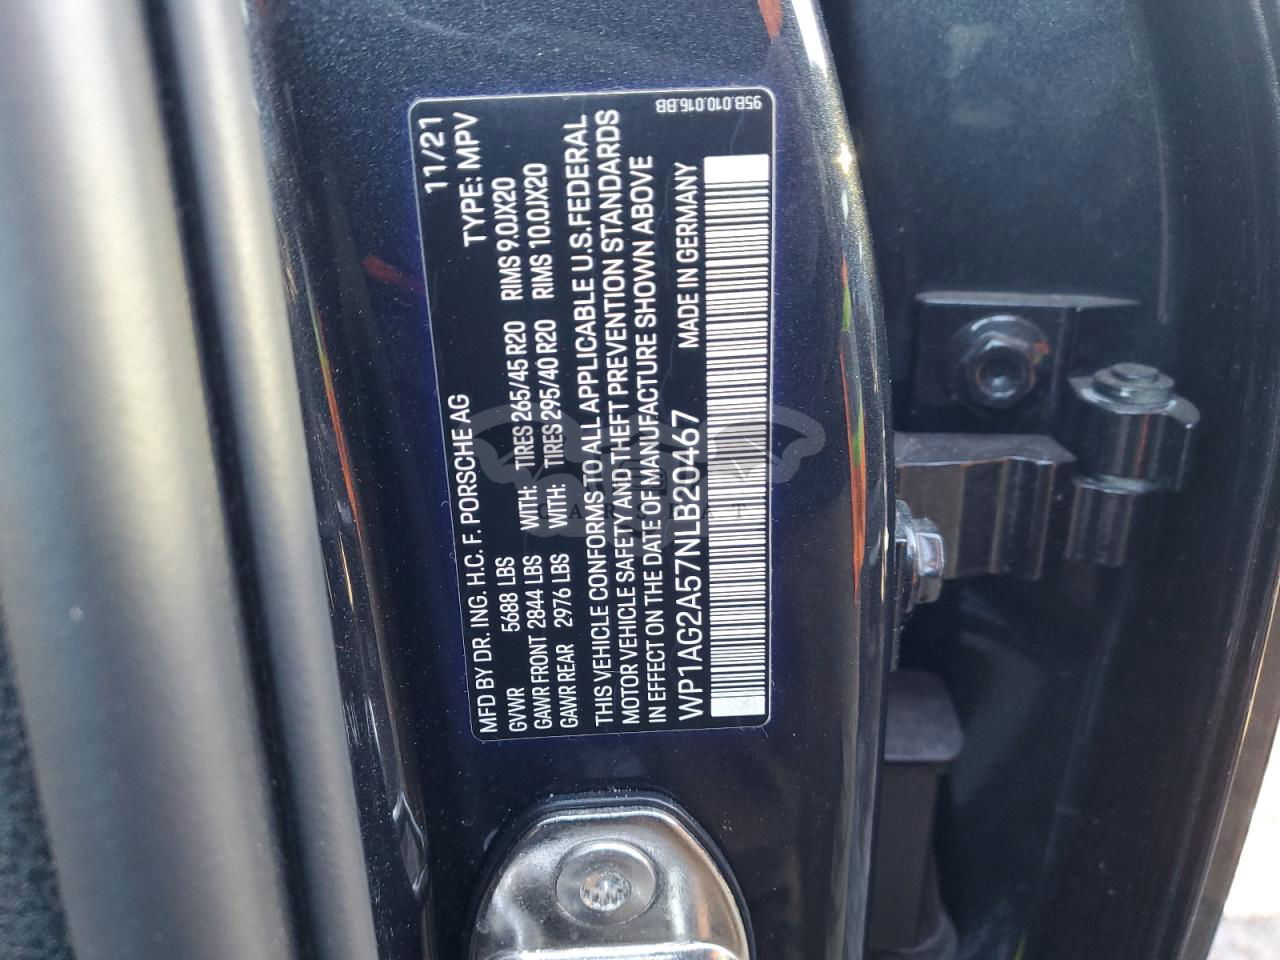 11/21
MFD BY DR. ING. H.C. F. PORSCHE AG TYPE: MPV
GVWR 5688 LBS
GAWR FRONT 2844 LBS WITH: TIRES 265/45 R20 RIMS 9.0JX20
GAWR REAR 2976 LBS WITH: TIRES 295/40 R20 RIMS 10.0JX20
THIS VEHICLE CONFORMS TO ALL APPLICABLE U.S.FEDERAL
MOTOR VEHICLE SAFETY AND THEFT PREVENTION STANDARDS
IN EFFECT ON THE DATE OF MANUFACTURE SHOWN ABOVE
WP1AG2A57NLB20467 MADE IN GERMANY
95B.010.016.BB